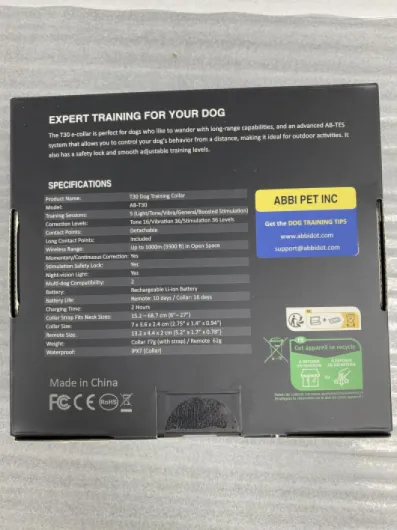 EXPERT TRAINING FOR YOUR DOG
The T30 e-collar is perfect for dogs who like to wander with long-range capabilities, and an advanced AB-TES
system that allows you to control your dog's behavior from a distance, making it ideal for outdoor activities. It
also has a safety lock and smooth adjustable training levels.
SPECIFICATIONS
Product Name: T30 Dog Training Collar
Model: AB-T30
Training Sessions: 5 (Light/Tone/Vibra/General/Boosted Stimulation)
Correction Levels: Tone 16/Vibration 36/Stimulation 36 Levels
Contact Points: Detachable
Long Contact Points: Included
Wireless Range: Up to 1000m (3300 ft) in Open Space
Momentary/Continuous Correction: Yes
Stimulation Safety Lock: Yes
Night-vision Light: Yes
Multi-dog Compatibility: 2
Battery: Rechargeable Li-ion Battery
Battery Life: Remote: 10 days / Collar: 16 days
Charging Time: 2 Hours
Collar Strap Fits Neck Sizes: 15.2 - 68.7 cm (6"~27")
Collar Size: 7 x 3.6 x 2.4 cm (2.75" x 1.4" x 0.94")
Remote Size: 13.2 x 4.4 x 2 cm (5.2" x 1.7" x 0.78")
Weight: Collar 77g (with strap) / Remote 62g
Waterproof: IPX7 (Collar)
ABBI PET INC
Get the DOG TRAINING TIPS
www.abbidot.com
support@abbidot.com
FR
Cet appareil se recycle
Made in China
FC CE RoHS